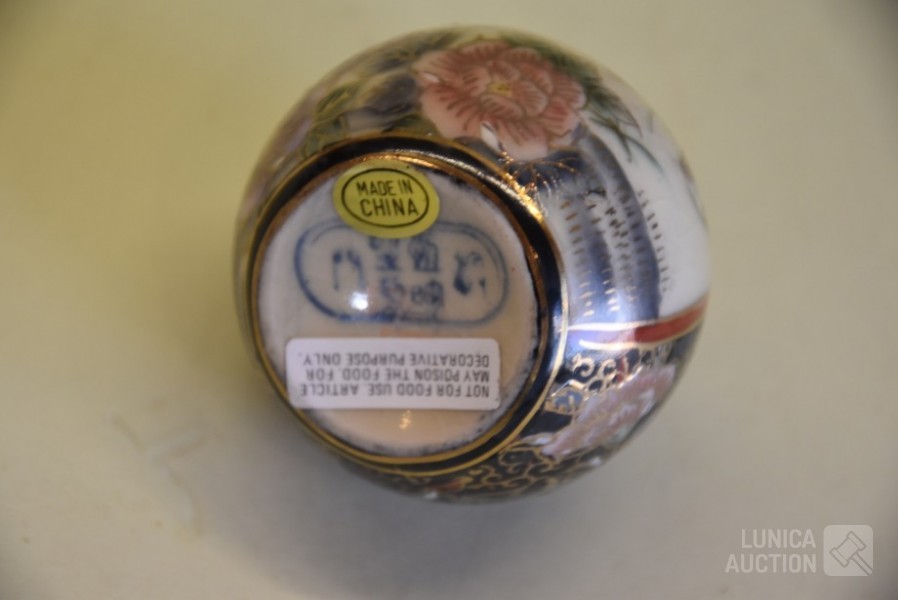 MADE IN
CHINA
NOT FOR FOOD USE. ARTICLE
MAY POISON THE FOOD. FOR
DECORATIVE PURPOSE ONLY.
LUNICA
AUCTION